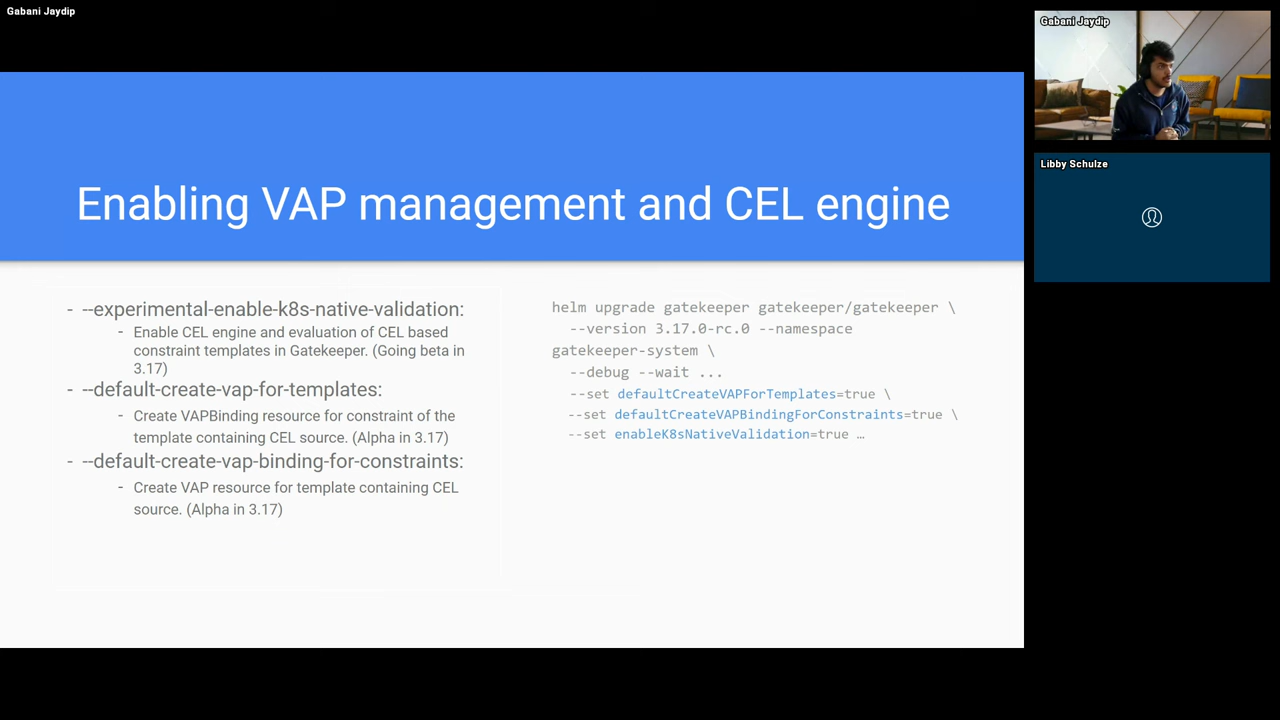 Gabani Jaydip
Gabani Jaydip
Libby Schulze
Enabling VAP management and CEL engine
- --experimental-enable-k8s-native-validation:
- Enable CEL engine and evaluation of CEL based
constraint templates in Gatekeeper. (Going beta in
3.17)
- --default-create-vap-for-templates:
- Create VAPBinding resource for constraint of the
template containing CEL source. (Alpha in 3.17)
- --default-create-vap-binding-for-constraints:
- Create VAP resource for template containing CEL
source. (Alpha in 3.17)
helm upgrade gatekeeper gatekeeper/gatekeeper \
--version 3.17.0-rc.0 --namespace
gatekeeper-system \
--debug --wait ...
--set defaultCreateVAPForTemplates=true \
--set defaultCreateVAPBindingForConstraints=true \
--set enableK8sNativeValidation=true …